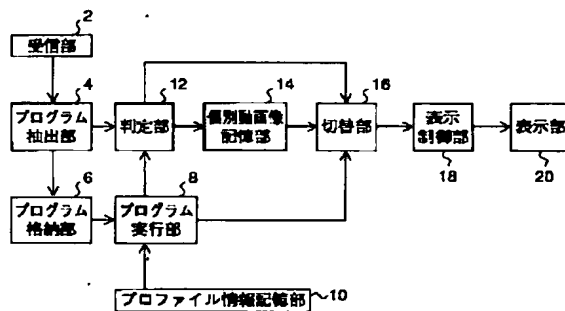 2
受信部
4
プログラム
抽出部
12
判定部
14
個別動画像
記憶部
16
切替部
表示
制御部
18
表示部
20
6
プログラム
格納部
8
プログラム
実行部
プロファイル情報記憶部
10